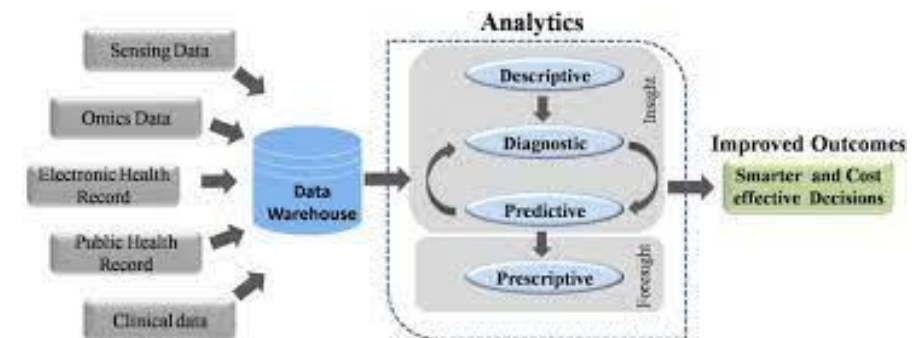 Sensing Data
Omics Data
Electronic Health
Record
Public Health
Record
Clinical data
Data
Warehouse
Analytics
Descriptive
Diagnostic
Predictive
Insight
Prescriptive
Foresight
Improved Outcomes
Smarter and Cost
effective Decisions